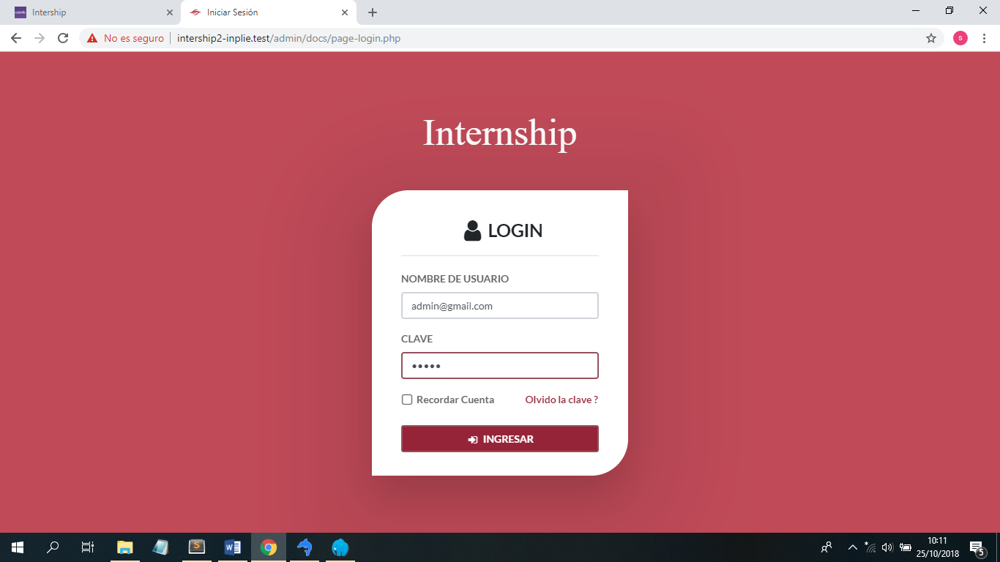 Intership
Iniciar Sesión
No es seguro
intership2-inplie.test/admin/docs/page-login.php
s
Internship
LOGIN
NOMBRE DE USUARIO
admin@gmail.com
CLAVE
•••••
Recordar Cuenta
Olvido la clave ?
INGRESAR
10:11
25/10/2018
5